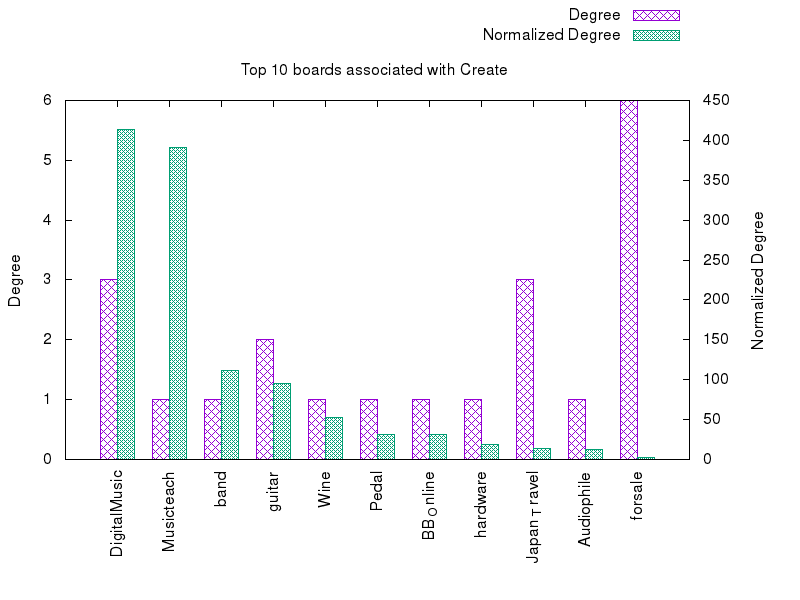 Degree
Normalized Degree
Top 10 boards associated with Create
6
5
4
3
2
1
0
450
400
350
300
250
200
150
100
50
0
Degree
Normalized Degree
DigitalMusic
Musicteach
band
guitar
Wine
Pedal
BBOnline
hardware
JapanTravel
Audiophile
forsale